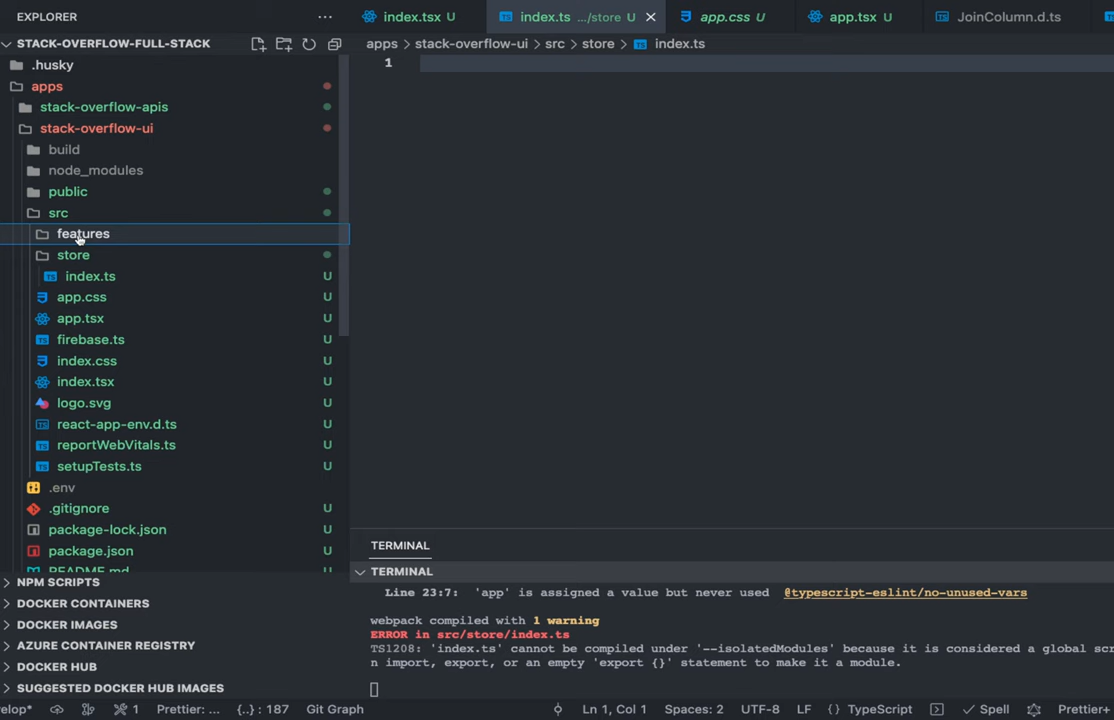 EXPLORER
index.tsx U
index.ts .../store U
app.css U
app.tsx U
JoinColumn.d.ts
STACK-OVERFLOW-FULL-STACK
apps > stack-overflow-ui > src > store > index.ts
.husky
1
apps
stack-overflow-apis
stack-overflow-ui
build
node_modules
public
src
features
store
index.ts U
app.css U
app.tsx U
firebase.ts U
index.css U
index.tsx U
logo.svg U
react-app-env.d.ts U
reportWebVitals.ts U
setupTests.ts U
.env
.gitignore U
package-lock.json U
package.json U
README.md
NPM SCRIPTS
DOCKER CONTAINERS
DOCKER IMAGES
AZURE CONTAINER REGISTRY
DOCKER HUB
SUGGESTED DOCKER HUB IMAGES
TERMINAL
TERMINAL
Line 23:7: 'app' is assigned a value but never used @typescript-eslint/no-unused-vars
webpack compiled with 1 warning
ERROR in src/store/index.ts
TS1208: 'index.ts' cannot be compiled under '--isolatedModules' because it is considered a global scr
n import, export, or an empty 'export {}' statement to make it a module.
velop* 1 Prettier: ... {..} : 187 Git Graph Ln 1, Col 1 Spaces: 2 UTF-8 LF {} TypeScript Spell Prettier+